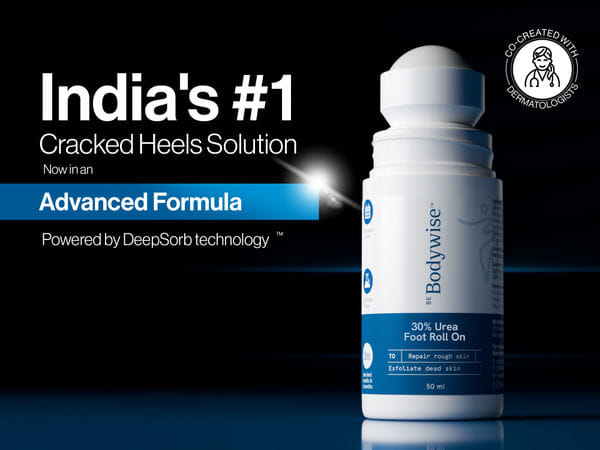 India's #1
Cracked Heels Solution
Now in an
Advanced Formula
Powered by DeepSorb technology ™
CO-CREATED WITH
DERMATOLOGISTS
BE Bodywise™
30% Urea
Foot Roll On
TO Repair rough skin
Exfoliate dead skin
50 ml